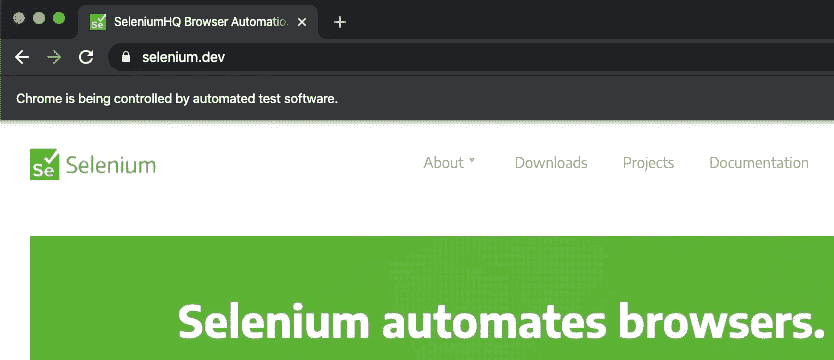 SeleniumHQ Browser Automatio
selenium.dev
Chrome is being controlled by automated test software.
Se Selenium
About Downloads Projects Documentation
Selenium automates browsers.